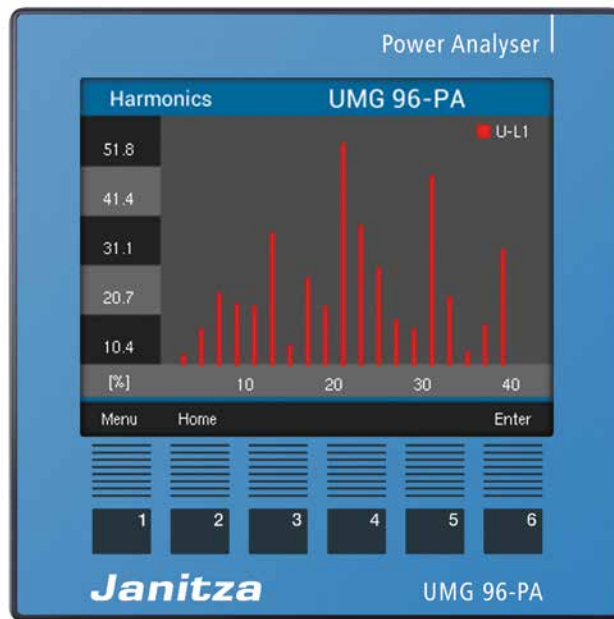 Power Analyser
Harmonics UMG 96-PA
U-L1
51.8
41.4
31.1
20.7
10.4
[%] 10 20 30 40
Menu Home Enter
1 2 3 4 5 6
Janitza UMG 96-PA